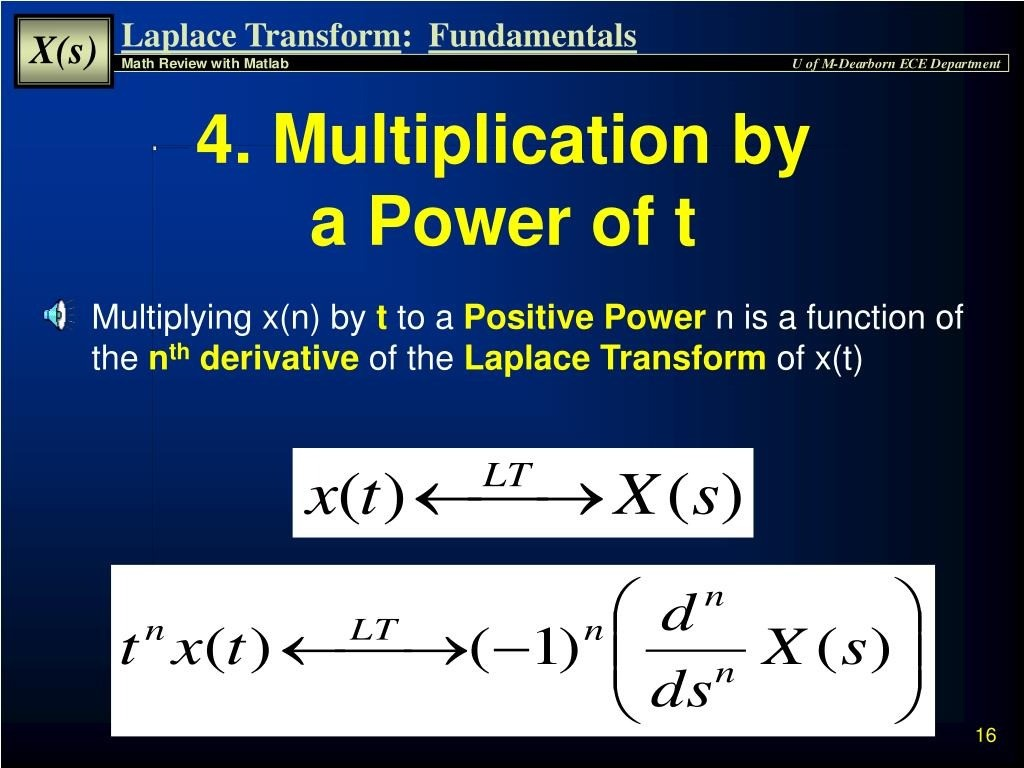 X(s)
Laplace Transform: Fundamentals
Math Review with Matlab
U of M-Dearborn ECE Department
4. Multiplication by
a Power of t
Multiplying x(n) by t to a Positive Power n is a function of
the nᵗʰ derivative of the Laplace Transform of x(t)
x(t) ←LT→ X(s)
tⁿx(t) ←LT→ (−1)ⁿ (dⁿ/dsⁿ X(s))
16